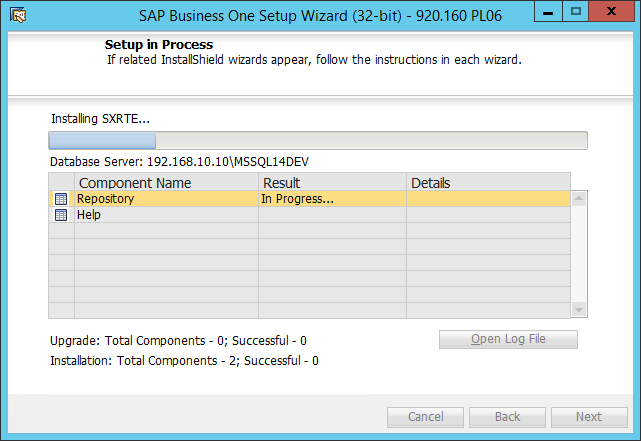 SAP Business One Setup Wizard (32-bit) - 920.160 PL06
Setup in Process
If related InstallShield wizards appear, follow the instructions in each wizard.
Installing SXRTE...
Database Server: 192.168.10.10\MSSQL14DEV
Component Name Result Details
Repository In Progress...
Help
Upgrade: Total Components - 0; Successful - 0
Open Log File
Installation: Total Components - 2; Successful - 0
Cancel Back Next